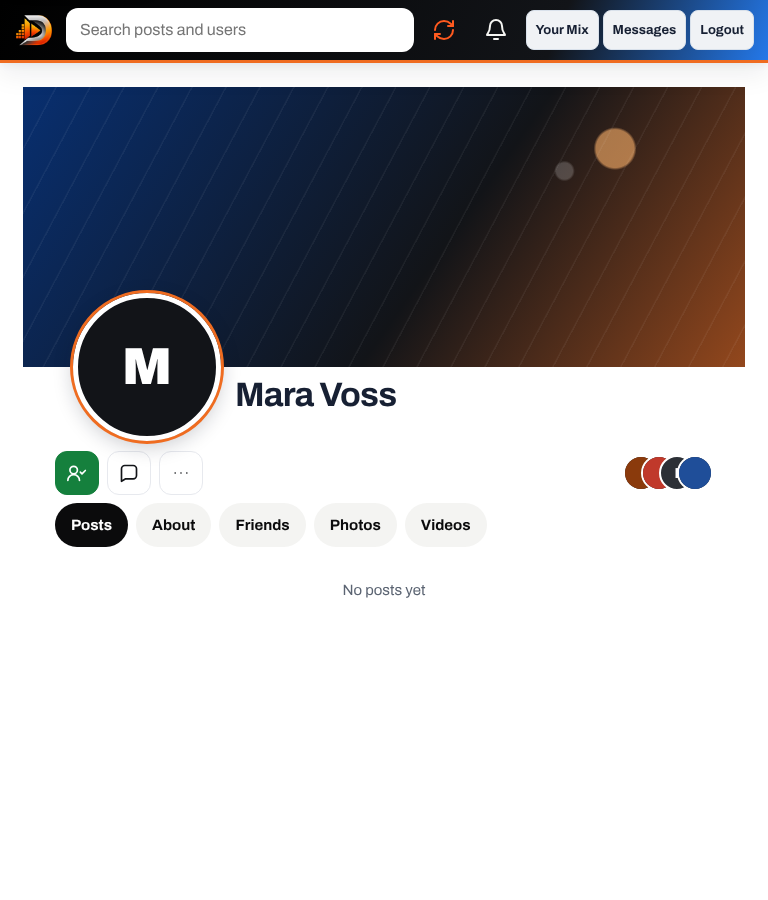 Search posts and users
Your Mix
Messages
Logout
M
Mara Voss
Posts
About
Friends
Photos
Videos
No posts yet